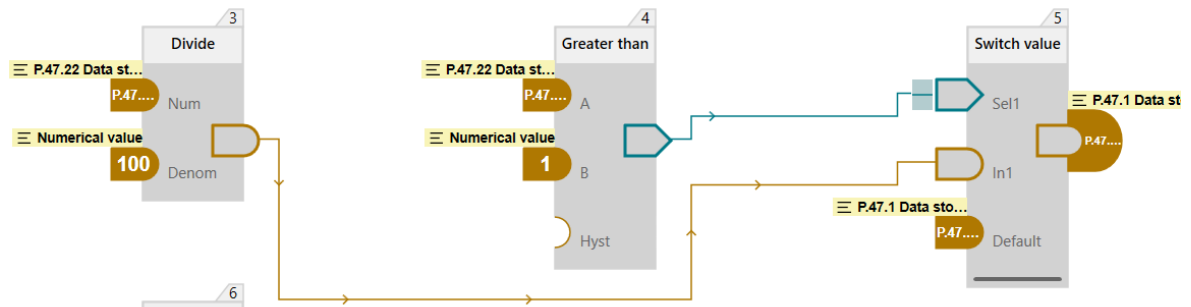 3
Divide
P.47.22 Data st...
P.47....
Num
Numerical value
100
Denom
4
Greater than
P.47.22 Data st...
P.47....
A
Numerical value
1
B
Hyst
5
Switch value
Sel1
P.47.1 Data sto
P.47....
In1
P.47.1 Data sto...
P.47....
Default
6